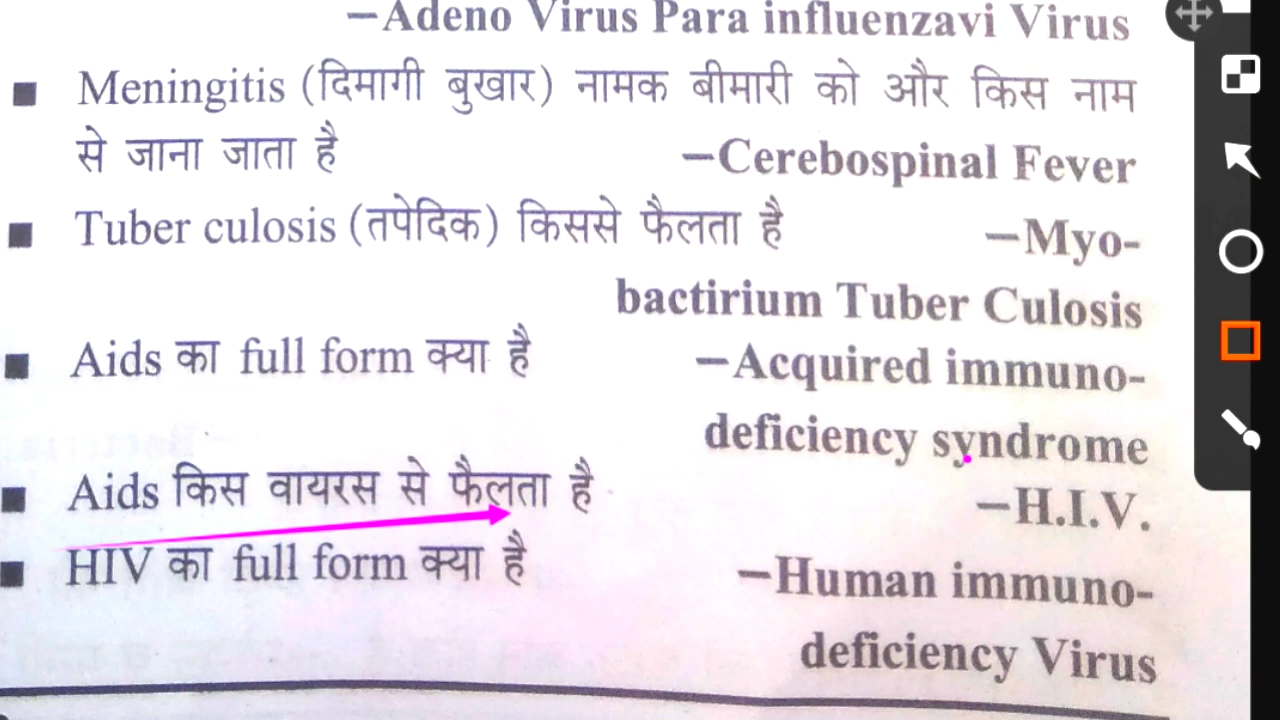 –Adeno Virus Para influenzavi Virus
■ Meningitis (दिमागी बुखार) नामक बीमारी को और किस नाम
से जाना जाता है –Cerebospinal Fever
■ Tuber culosis (तपेदिक) किससे फैलता है –Myo-
bactirium Tuber Culosis
■ Aids का full form क्या है –Acquired immuno-
deficiency syndrome
■ Aids किस वायरस से फैलता है –H.I.V.
■ HIV का full form क्या है –Human immuno-
deficiency Virus